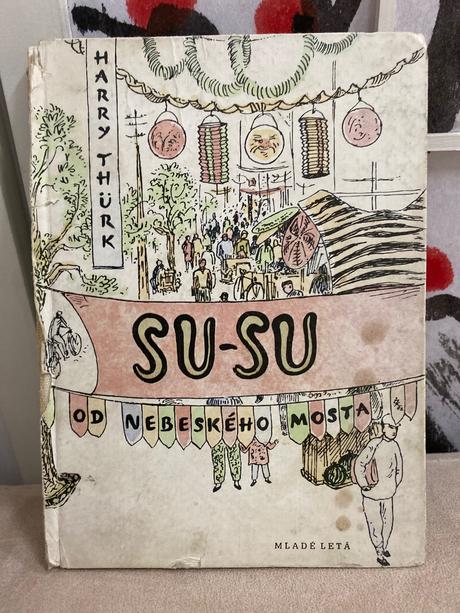 HARRY THÜRK
SU-SU
OD NEBESKÉHO MOSTA
MLADÉ LETÁ